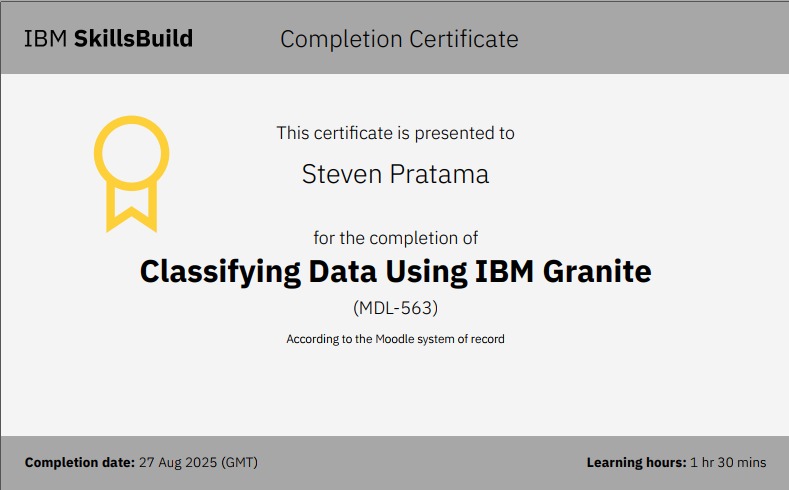 IBM SkillsBuild
Completion Certificate
This certificate is presented to
Steven Pratama
for the completion of
Classifying Data Using IBM Granite
(MDL-563)
According to the Moodle system of record
Completion date: 27 Aug 2025 (GMT)
Learning hours: 1 hr 30 mins